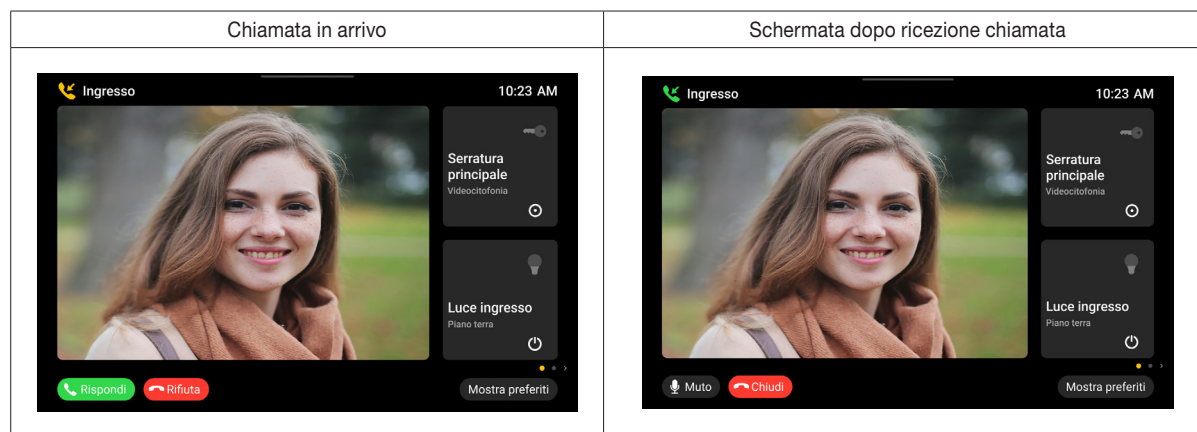 Chiamata in arrivo
Schermata dopo ricezione chiamata
Ingresso
10:23 AM
Serratura
principale
Videocitofonia
Luce ingresso
Piano terra
Rispondi
Rifiuta
Mostra preferiti
Ingresso
10:23 AM
Serratura
principale
Videocitofonia
Luce ingresso
Piano terra
Muto
Chiudi
Mostra preferiti